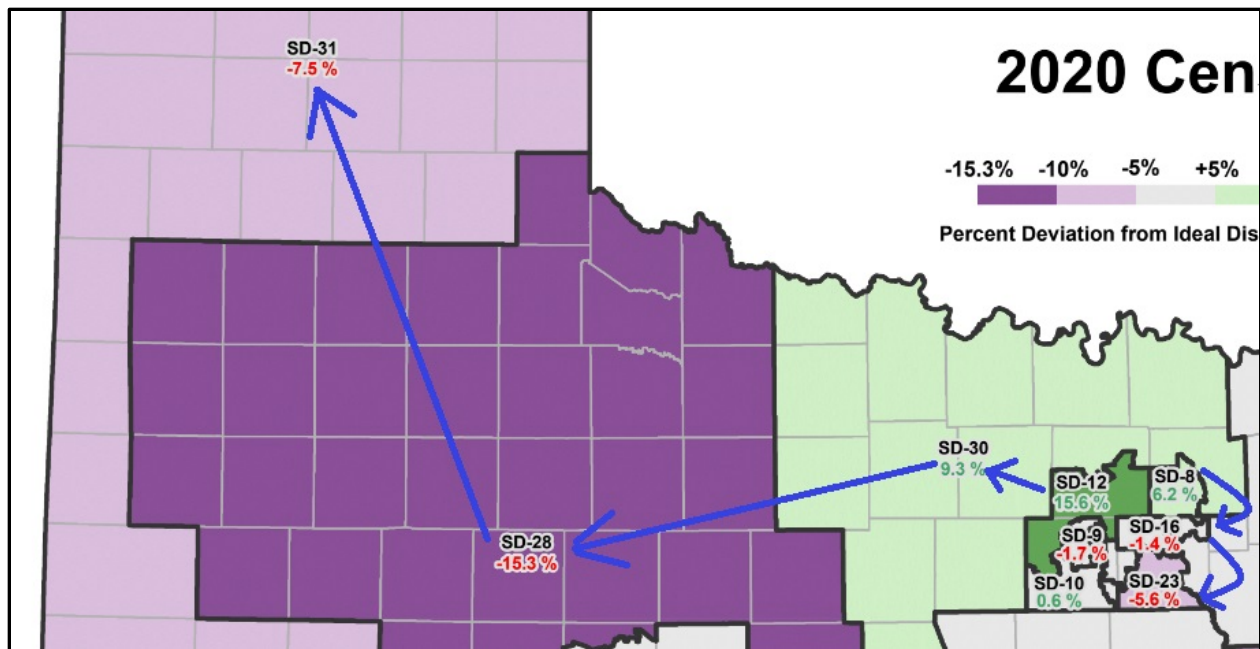 SD-31
-7.5 %
2020 Cen
-15.3% -10% -5% +5%
Percent Deviation from Ideal Dis
SD-30
9.3 %
SD-12
15.6 %
SD-8
6.2 %
SD-28
-15.3 %
SD-9
-1.7 %
SD-16
-1.4 %
SD-10
0.6 %
SD-23
-5.6 %